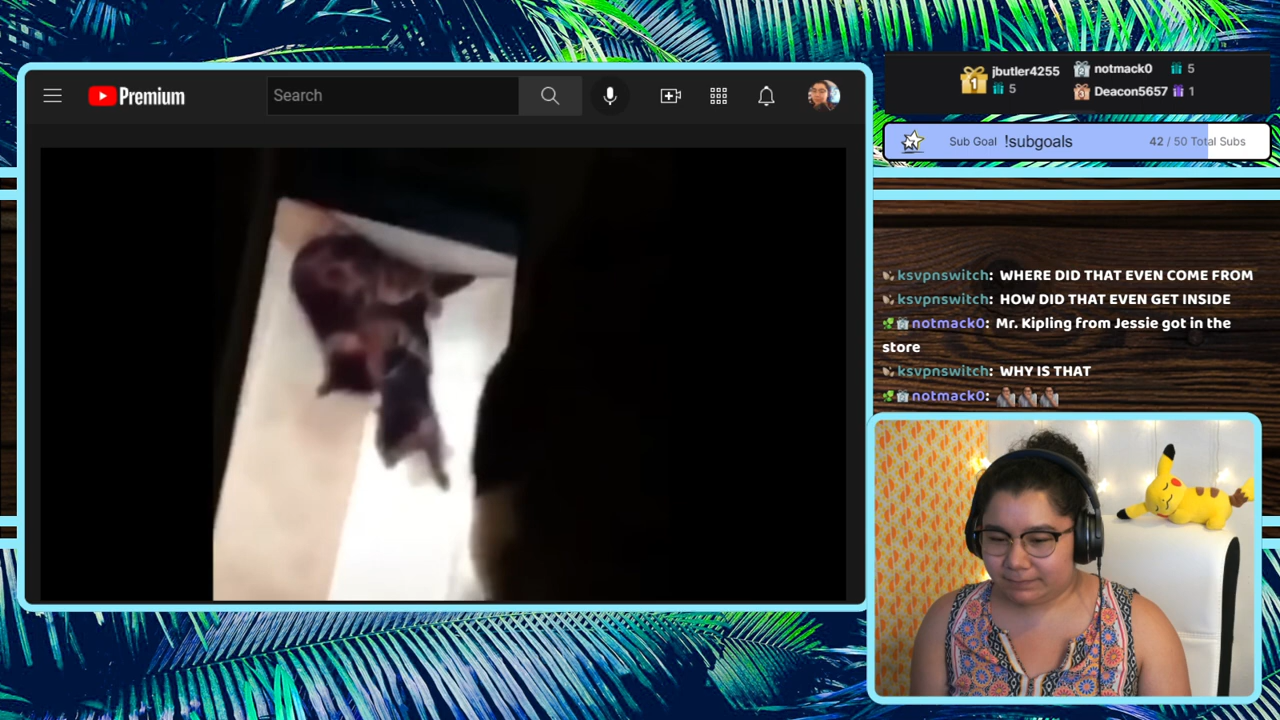 Premium
Search
jbutler4255
5
notmack0 5
Deacon5657 1
Sub Goal !subgoals 42 / 50 Total Subs
ksvpnswitch: WHERE DID THAT EVEN COME FROM
ksvpnswitch: HOW DID THAT EVEN GET INSIDE
notmack0: Mr. Kipling from Jessie got in the
store
ksvpnswitch: WHY IS THAT
notmack0: